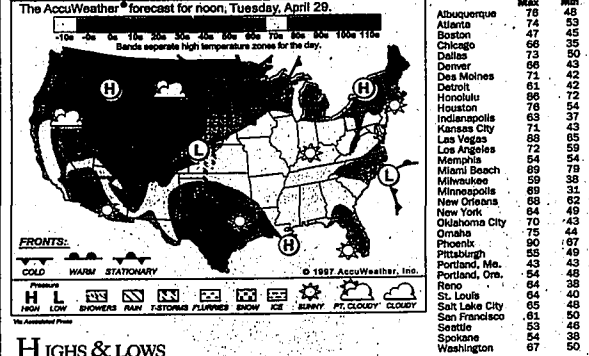 The AccuWeather® forecast for noon, Tuesday, April 29.
-10s -0s 0s 10s 20s 30s 40s 50s 60s 70s 80s 90s 100s 110s
Bands separate high temperature zones for the day.
H
H
L
L
H
FRONTS:
COLD WARM STATIONARY
© 1997 AccuWeather, Inc.
Pressure
H L
HIGH LOW SHOWERS RAIN T-STORMS FLURRIES SNOW ICE SUNNY PT. CLOUDY CLOUDY
Via Associated Press
HIGHS & LOWS
Max Min
Albuquerque 76 48
Atlanta 74 53
Boston 47 45
Chicago 66 35
Dallas 73 50
Denver 66 43
Des Moines 71 42
Detroit 61 42
Honolulu 86 72
Houston 76 54
Indianapolis 63 37
Kansas City 71 43
Las Vegas 88 65
Los Angeles 72 59
Memphis 54 54
Miami Beach 89 79
Milwaukee 59 38
Minneapolis 69 31
New Orleans 68 62
New York 64 49
Oklahoma City 70 43
Omaha 75 44
Phoenix 90 67
Pittsburgh 55 49
Portland, Me. 43 43
Portland, Ore. 54 48
Reno 64 38
St. Louis 64 40
Salt Lake City 65 48
San Francisco 61 50
Seattle 53 46
Spokane 54 38
Washington 67 50